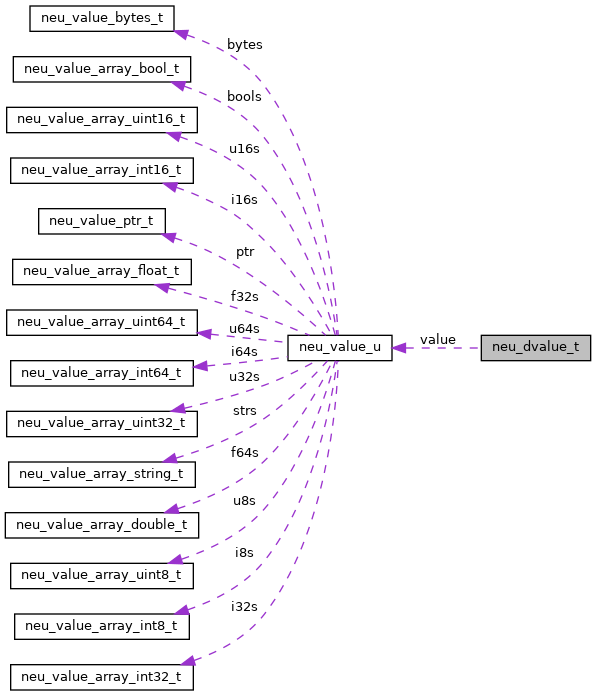 neu_value_bytes_t
bytes
neu_value_array_bool_t
bools
neu_value_array_uint16_t
u16s
neu_value_array_int16_t
i16s
neu_value_ptr_t
ptr
neu_value_array_float_t
f32s
neu_value_array_uint64_t
u64s
neu_value_u
value
neu_dvalue_t
i64s
neu_value_array_int64_t
u32s
neu_value_array_uint32_t
strs
neu_value_array_string_t
f64s
neu_value_array_double_t
u8s
neu_value_array_uint8_t
i8s
neu_value_array_int8_t
i32s
neu_value_array_int32_t